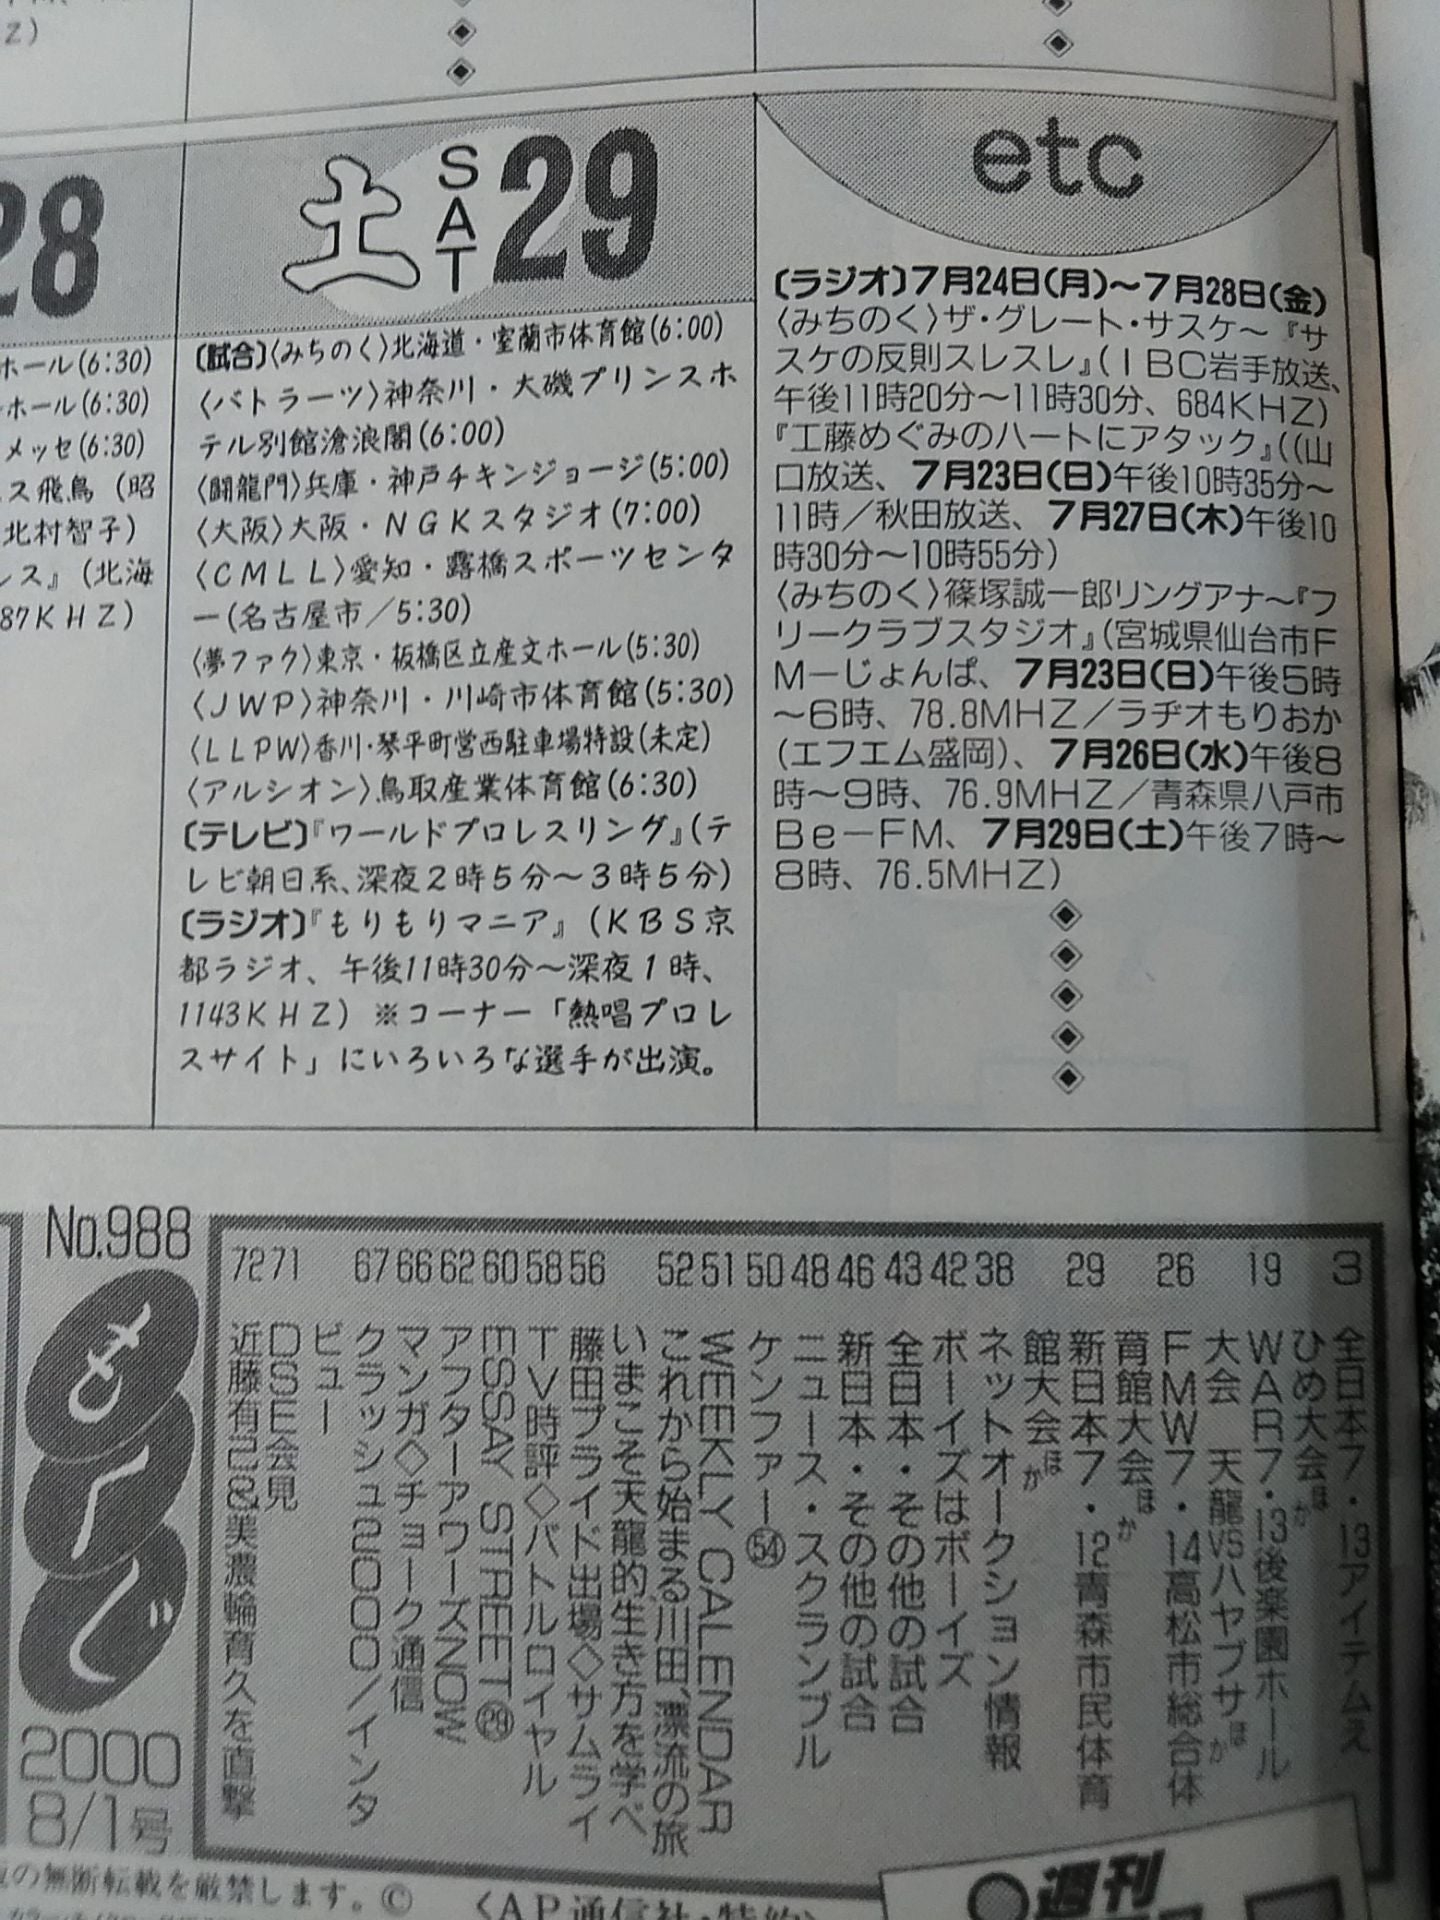 Z)
28
ホール(6:30)
ホール(6:30)
メッセ(6:30)
ス飛鳥(昭
北村智子)
レス』(北海
87KHZ)
土
SAT
29
〔試合〕〈みちのく〉北海道・室蘭市体育館(6:00)
〈バトラーツ〉神奈川・大磯プリンスホ
テル別館滄浪閣(6:00)
〈闘龍門〉兵庫・神戸チキンジョージ(5:00)
〈大阪〉大阪・NGKスタジオ(7:00)
〈CMLL〉愛知・露橋スポーツセンタ
ー(名古屋市／5:30)
〈夢ファク〉東京・板橋区立産文ホール(5:30)
〈JWP〉神奈川・川崎市体育館(5:30)
〈LLPW〉香川・琴平町営西駐車場特設(未定)
〈アルシオン〉鳥取産業体育館(6:30)
〔テレビ〕『ワールドプロレスリング』(テ
レビ朝日系、深夜2時5分〜3時5分)
〔ラジオ〕『もりもりマニア』(KBS京
都ラジオ、午後11時30分〜深夜1時、
1143KHZ)※コーナー「熱唱プロレ
スサイト」にいろいろな選手が出演。
etc
〔ラジオ〕7月24日(月)〜7月28日(金)
〈みちのく〉ザ・グレート・サスケ〜『サ
スケの反則スレスレ』(IBC岩手放送、
午後11時20分〜11時30分、684KHZ)
『工藤めぐみのハートにアタック』((山
口放送、7月23日(日)午後10時35分〜
11時／秋田放送、7月27日(木)午後10
時30分〜10時55分)
〈みちのく〉篠塚誠一郎リングアナ〜『フ
リークラブスタジオ』(宮城県仙台市F
M－じょんぱ、7月23日(日)午後5時
〜6時、78.8MHZ／ラヂオもりおか
(エフエム盛岡)、7月26日(水)午後8
時〜9時、76.9MHZ／青森県八戸市
Be－FM、7月29日(土)午後7時〜
8時、76.5MHZ)
3 全日本7・13アイテムえ
ひめ大会ほか
19 WAR7・13後楽園ホール
大会 天龍VSハヤブサほか
26 FMW7・14高松市総合体
育館大会ほか
29 新日本7・12青森市民体育
館大会ほか
38 ネットオークション情報
42 ボーイズはボーイズ
43 全日本・その他の試合
46 新日本・その他の試合
48 ニュース・スクランブル
50 ケンファー㊴
51 WEEKLY CALENDAR
52 これから始まる川田、漂流の旅
いまこそ天龍的生き方を学べ
56 藤田プライド出場◇サムライ
58 TV時評◇バトルロイヤル
60 ESSAY STREET㉙
62 アフターアワーズNOW
66 マンガ◇チョーク通信
67 クラッシュ2000／インタ
ビュー
71 DSE会見
72 近藤有己&美濃輪育久を直撃
No.988
もくじ
2000
8/1号
の無断転載を厳禁します。©
〈AP通信社・特約〉
週刊